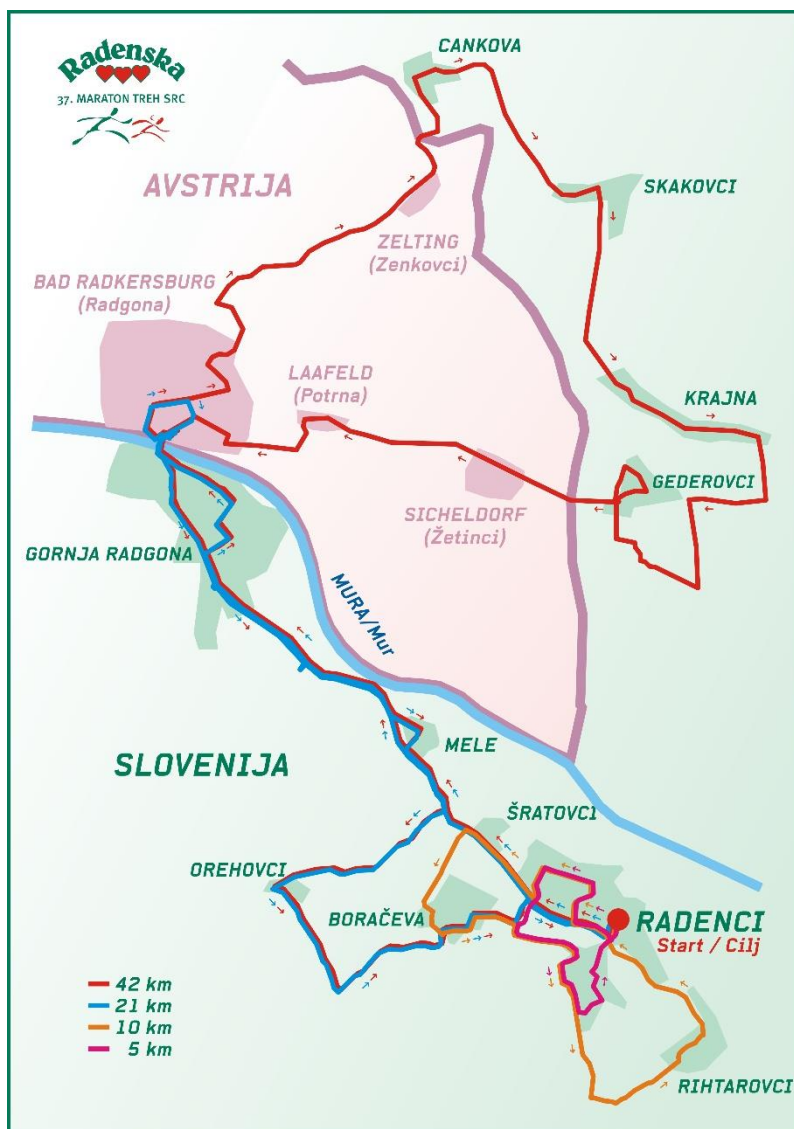 Radenska
37. MARATON TREH SRC
CANKOVA
AVSTRIJA
SKAKOVCI
ZELTING
(Zenkovci)
BAD RADKERSBURG
(Radgona)
LAAFELD
(Potrna)
KRAJNA
GEDEROVCI
SICHELDORF
(Žetinci)
GORNJA RADGONA
MURA/Mur
SLOVENIJA
MELE
ŠRATOVCI
OREHOVCI
BORAČEVA
RADENCI
Start / Cilj
42 km
21 km
10 km
5 km
RIHTAROVCI